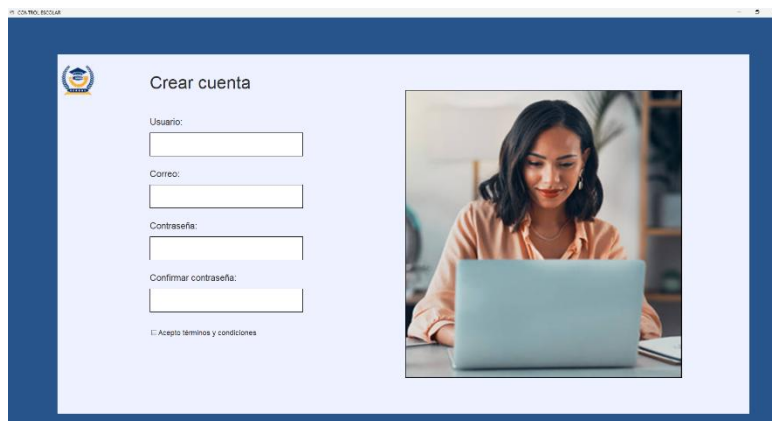 CONTROL ESCOLAR
Crear cuenta
Usuario:
Correo:
Contraseña:
Confirmar contraseña:
Acepto términos y condiciones